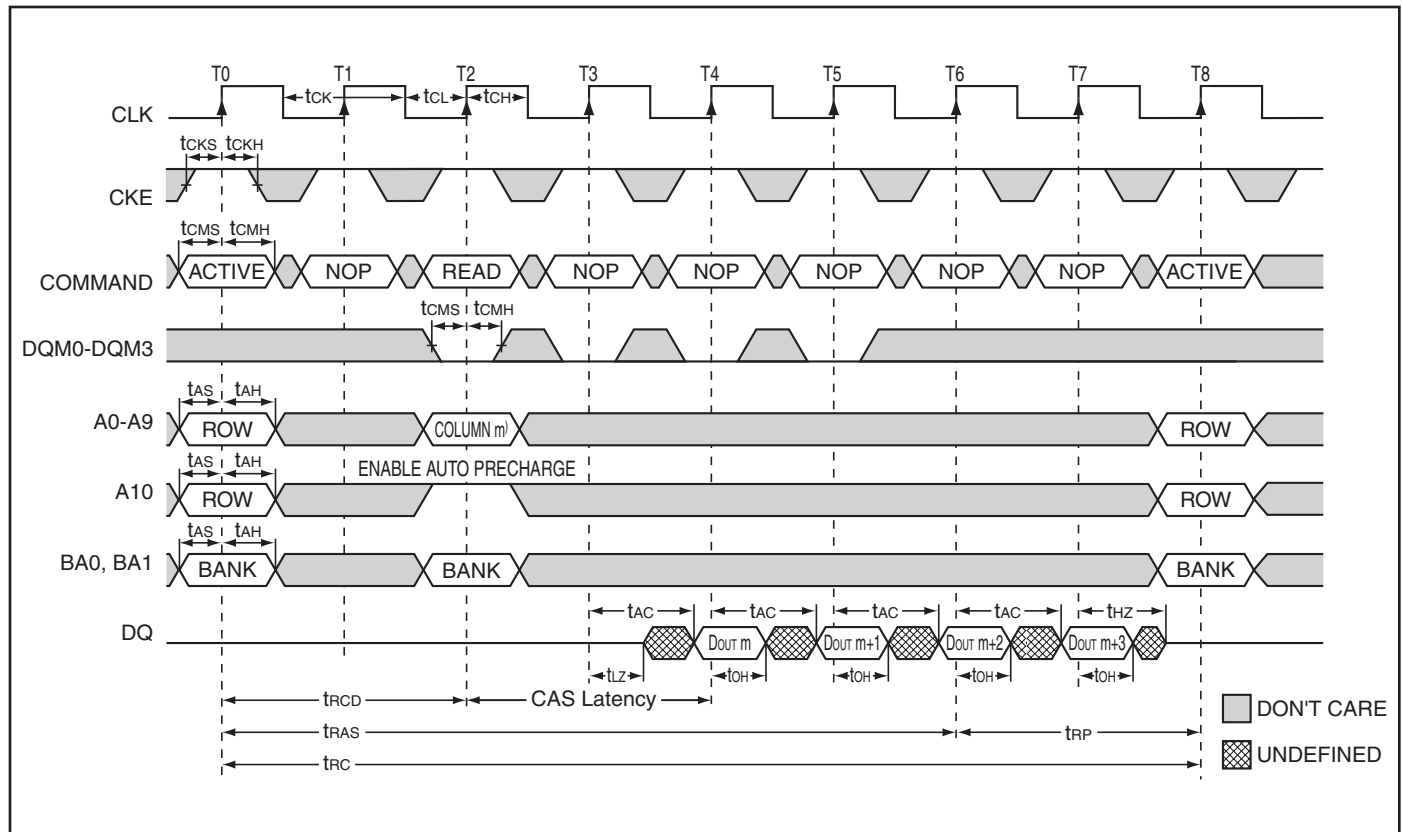 T0 T1 T2 T3 T4 T5 T6 T7 T8
tCK tCL tCH
CLK
tCKS tCKH
CKE
tCMS tCMH
COMMAND ACTIVE NOP READ NOP NOP NOP NOP NOP ACTIVE
tCMS tCMH
DQM0-DQM3
tAS tAH
A0-A9 ROW COLUMN m) ROW
tAS tAH ENABLE AUTO PRECHARGE
A10 ROW ROW
tAS tAH
BA0, BA1 BANK BANK BANK
tAC tAC tAC tAC tHZ
DQ DOUT m DOUT m+1 DOUT m+2 DOUT m+3
tLZ tOH tOH tOH tOH
tRCD CAS Latency
DON'T CARE
tRAS tRP
UNDEFINED
tRC